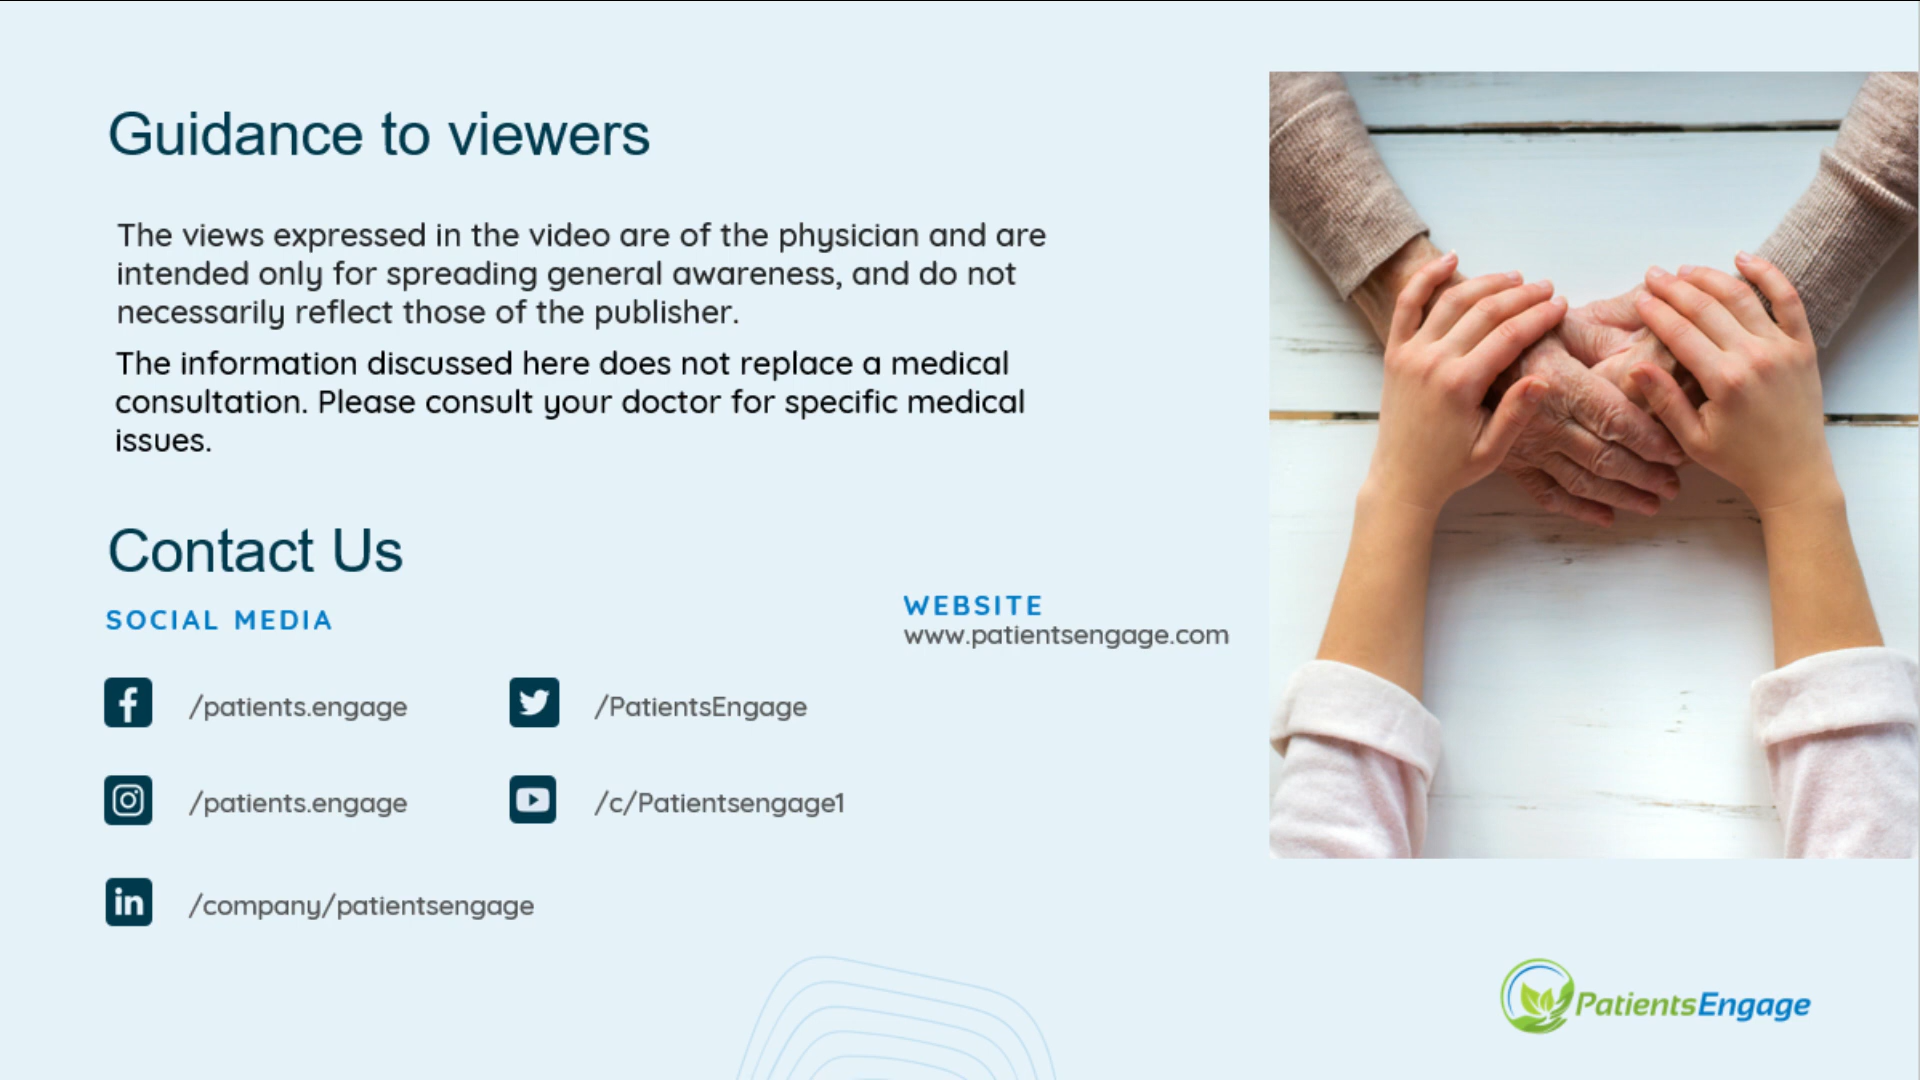 Guidance to viewers
The views expressed in the video are of the physician and are
intended only for spreading general awareness, and do not
necessarily reflect those of the publisher.
The information discussed here does not replace a medical
consultation. Please consult your doctor for specific medical
issues.
Contact Us
SOCIAL MEDIA
WEBSITE
www.patientsengage.com
/patients.engage
/PatientsEngage
/patients.engage
/c/Patientsengage1
/company/patientsengage
PatientsEngage